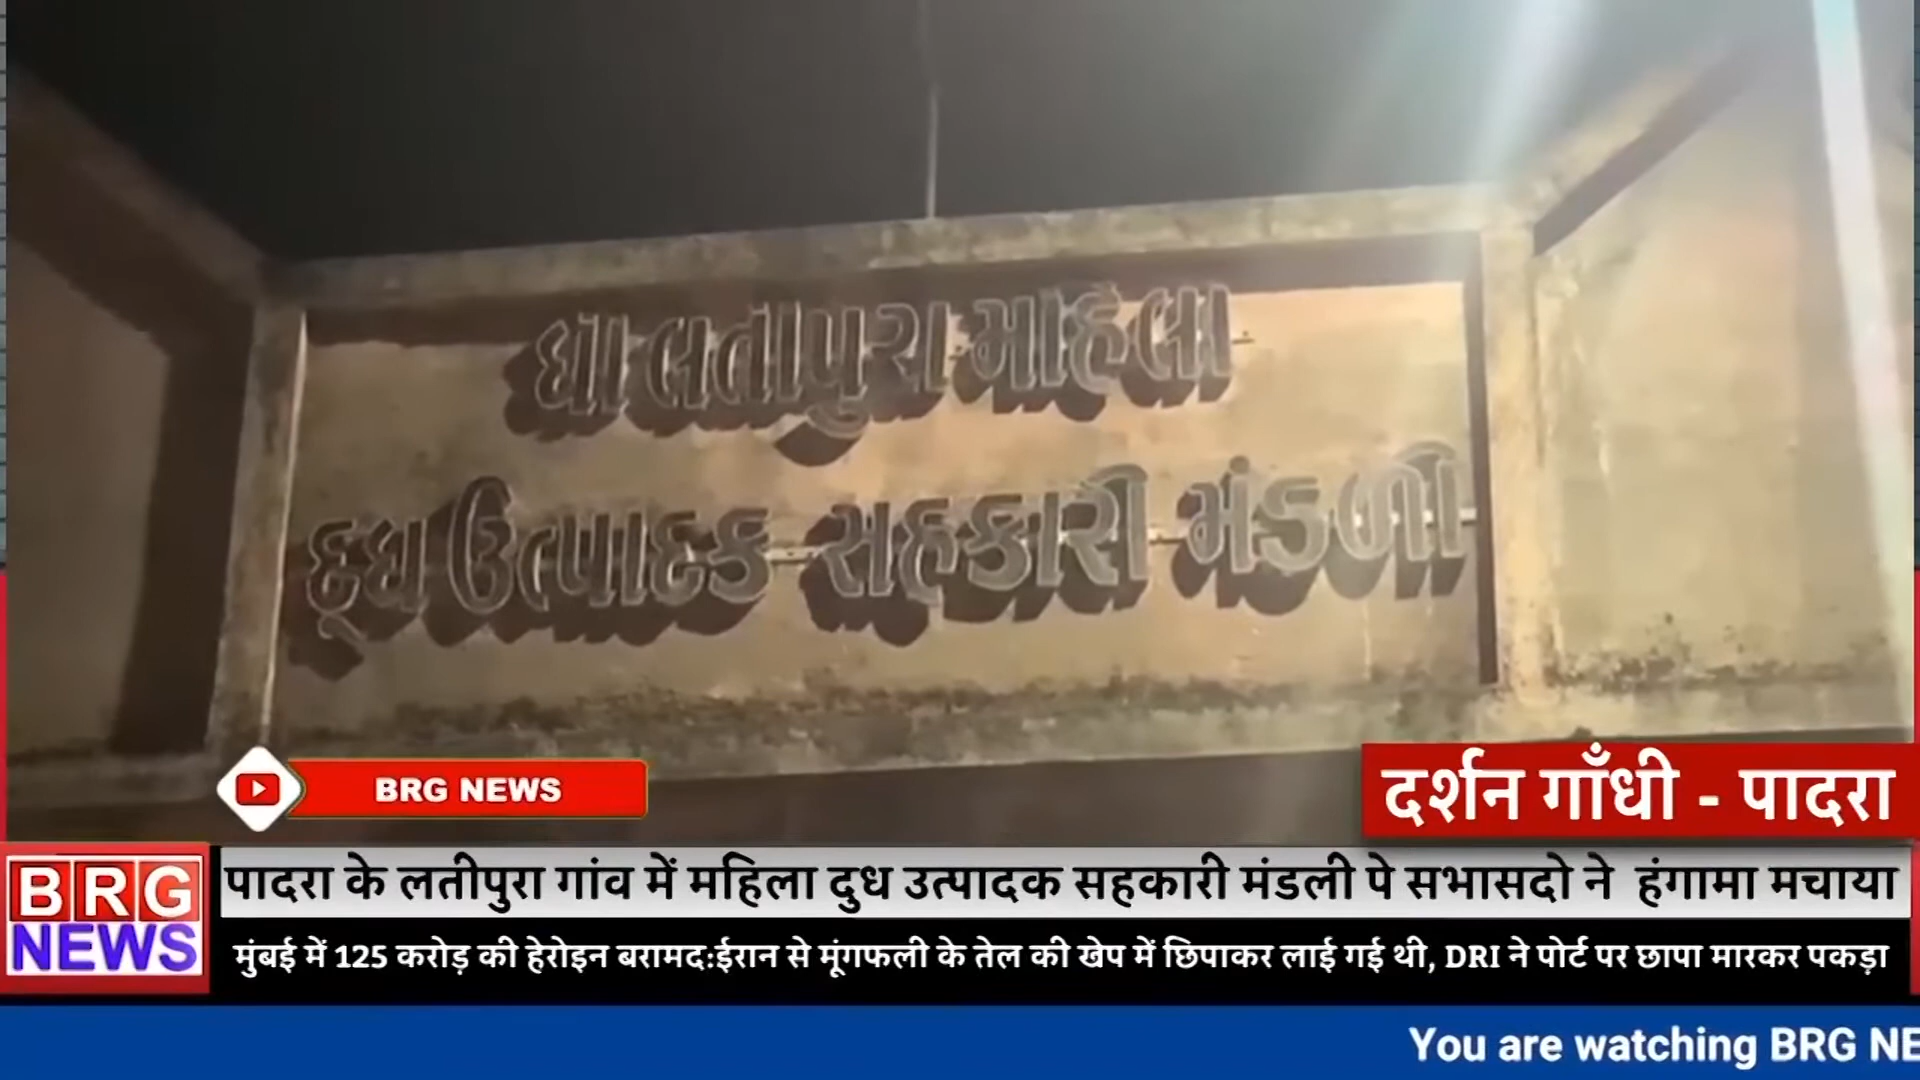 ઘી લતીપુરા મહિલા
દૂધ ઉત્પાદક સહકારી મંડળી
BRG NEWS
दर्शन गाँधी - पादरा
BRG
NEWS
पादरा के लतीपुरा गांव में महिला दुध उत्पादक सहकारी मंडली पे सभासदो ने हंगामा मचाया
मुंबई में 125 करोड़ की हेरोइन बरामद:ईरान से मूंगफली के तेल की खेप में छिपाकर लाई गई थी, DRI ने पोर्ट पर छापा मारकर पकड़ा
You are watching BRG NE